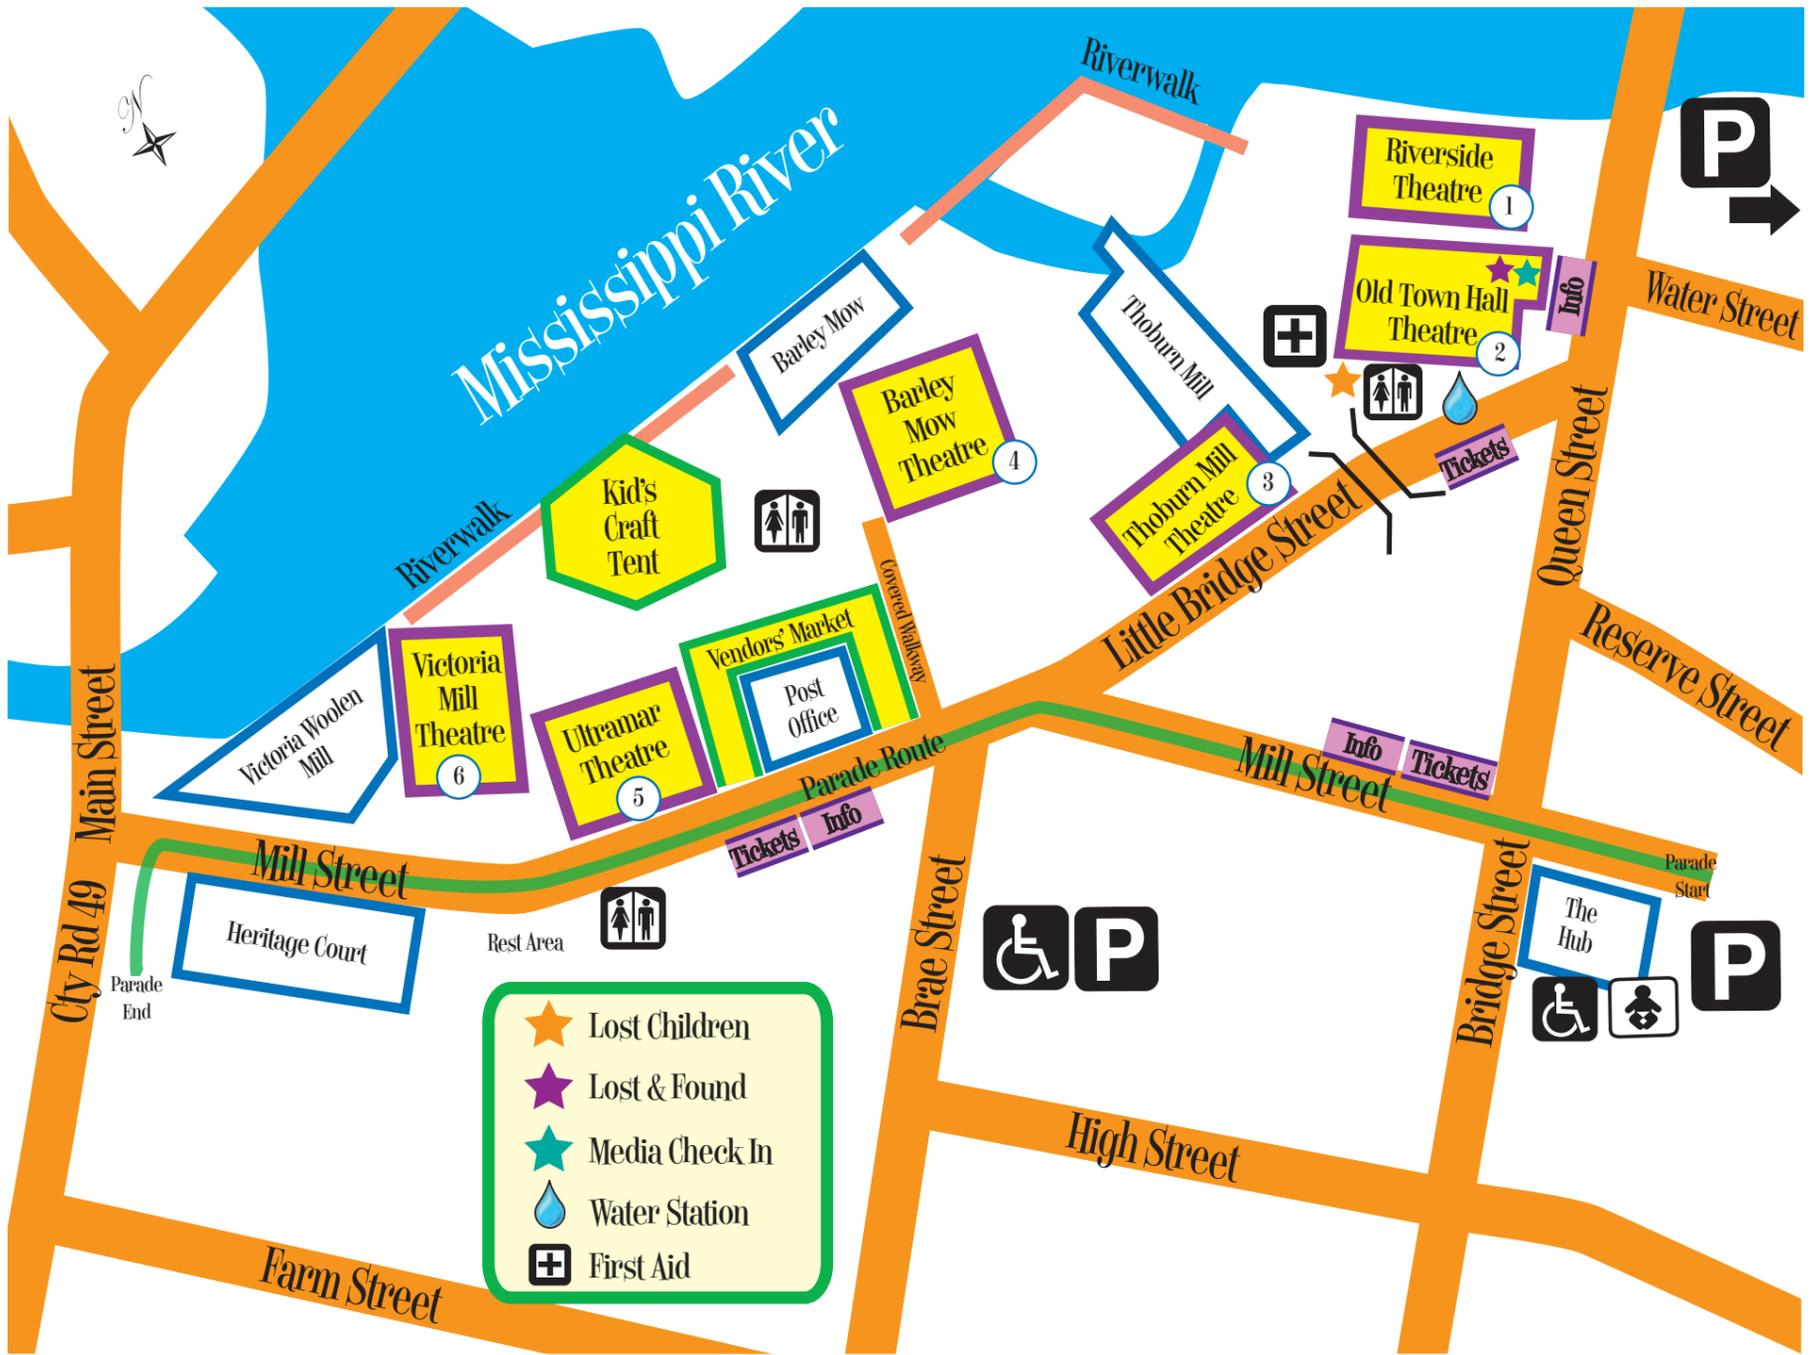 N
Mississippi River
Riverwalk
Riverside
Theatre
1
P
Old Town Hall
Theatre
2
Info
Water Street
Barley Mow
Thoburn Mill
Barley
Mow
Theatre
4
Tickets
Thoburn Mill
Theatre
3
Kid's
Craft
Tent
Riverwalk
Queen Street
Little Bridge Street
Covered Walkway
Reserve Street
Vendors' Market
Post
Office
Victoria
Mill
Theatre
6
Ultramar
Theatre
5
Victoria Woolen
Mill
Main Street
Parade Route
Info
Tickets
Mill Street
Tickets
Info
Mill Street
Parade
Start
The
Hub
P
Heritage Court
Rest Area
Cty Rd 49
Parade
End
Brae Street
P
Bridge Street
Lost Children
Lost & Found
Media Check In
Water Station
First Aid
High Street
Farm Street